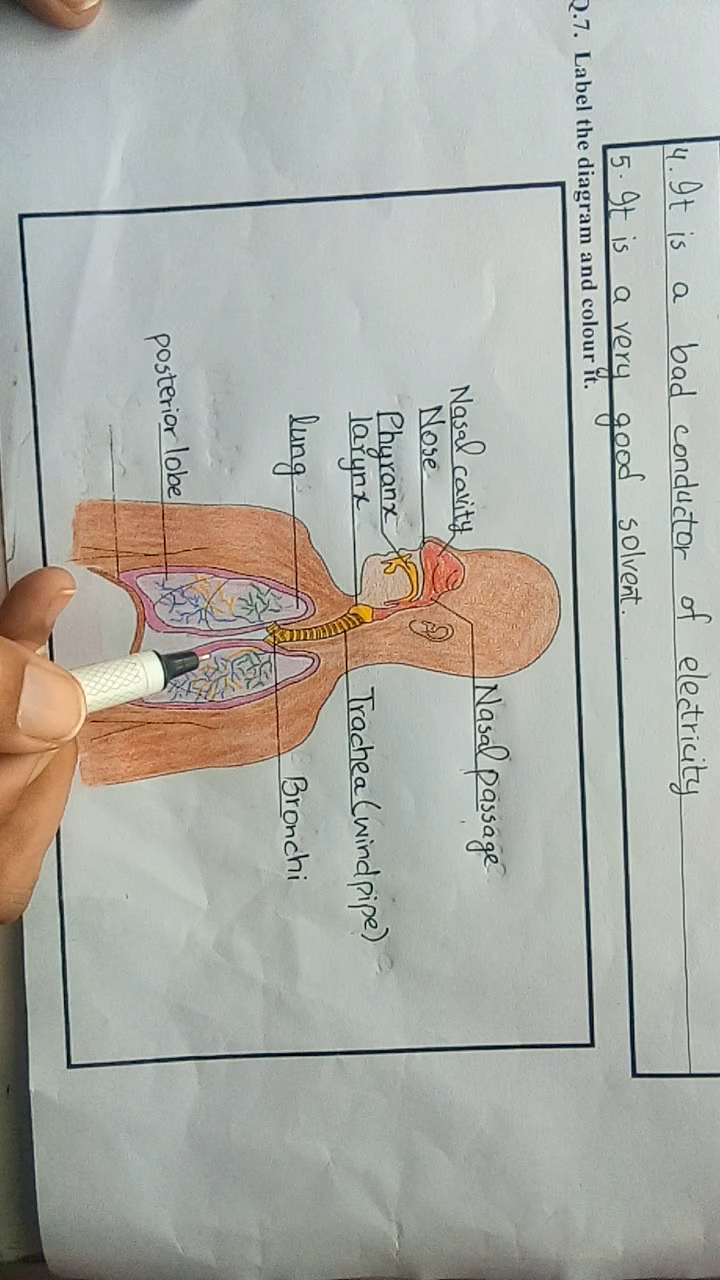 4. It is a bad conductor of electricity
5. It is a very good solvent.
Q.7. Label the diagram and colour it.
Nasal cavity
Nose
Nasal passage
Phyranx
larynx
Trachea (windpipe)
lung
Bronchi
posterior lobe